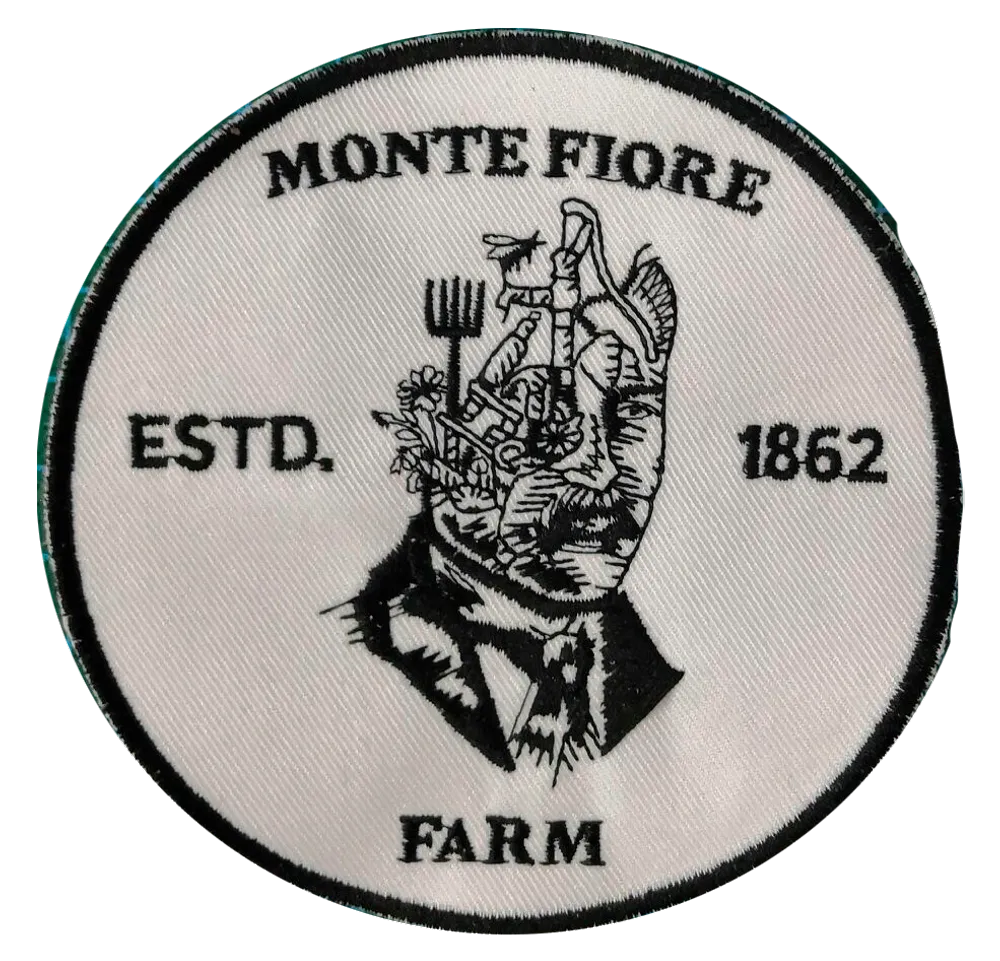 MONTE FIORE
ESTD. 1862
FARM